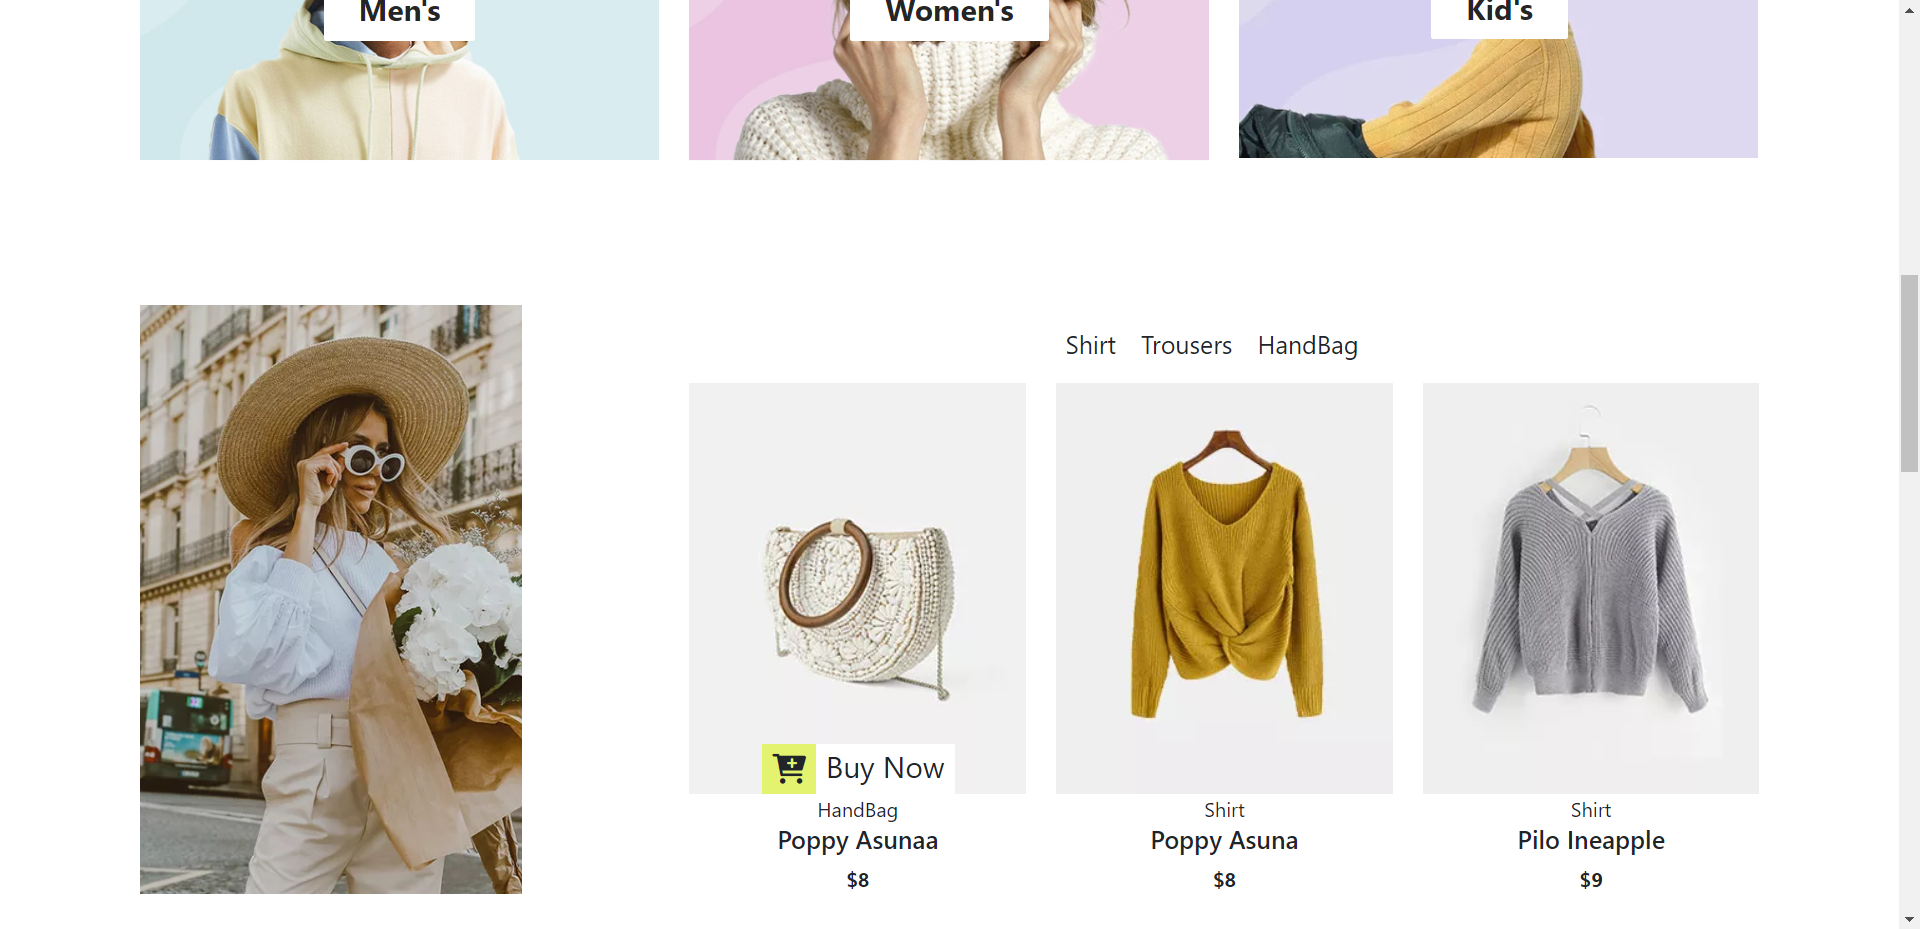 Men's
Women's
Kid's
Shirt Trousers HandBag
Buy Now
HandBag
Poppy Asunaa
$8
Shirt
Poppy Asuna
$8
Shirt
Pilo Ineapple
$9